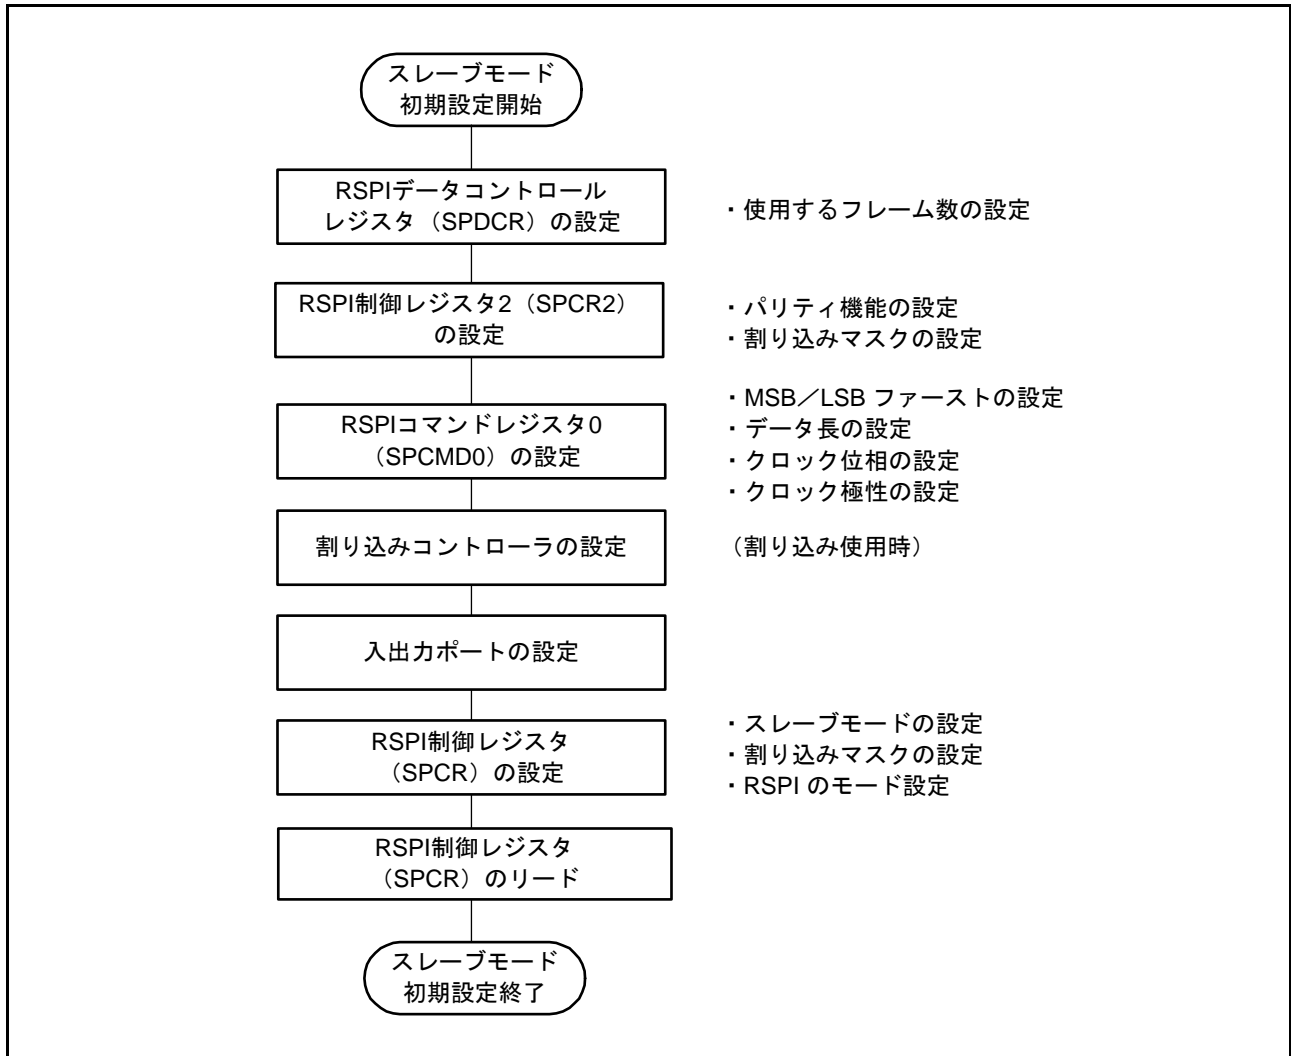 スレーブモード
初期設定開始
RSPIデータコントロール
レジスタ（SPDCR）の設定
・使用するフレーム数の設定
RSPI制御レジスタ2（SPCR2）
の設定
・パリティ機能の設定
・割り込みマスクの設定
RSPIコマンドレジスタ0
（SPCMD0）の設定
・MSB／LSB ファーストの設定
・データ長の設定
・クロック位相の設定
・クロック極性の設定
割り込みコントローラの設定
（割り込み使用時）
入出力ポートの設定
RSPI制御レジスタ
（SPCR）の設定
・スレーブモードの設定
・割り込みマスクの設定
・RSPI のモード設定
RSPI制御レジスタ
（SPCR）のリード
スレーブモード
初期設定終了